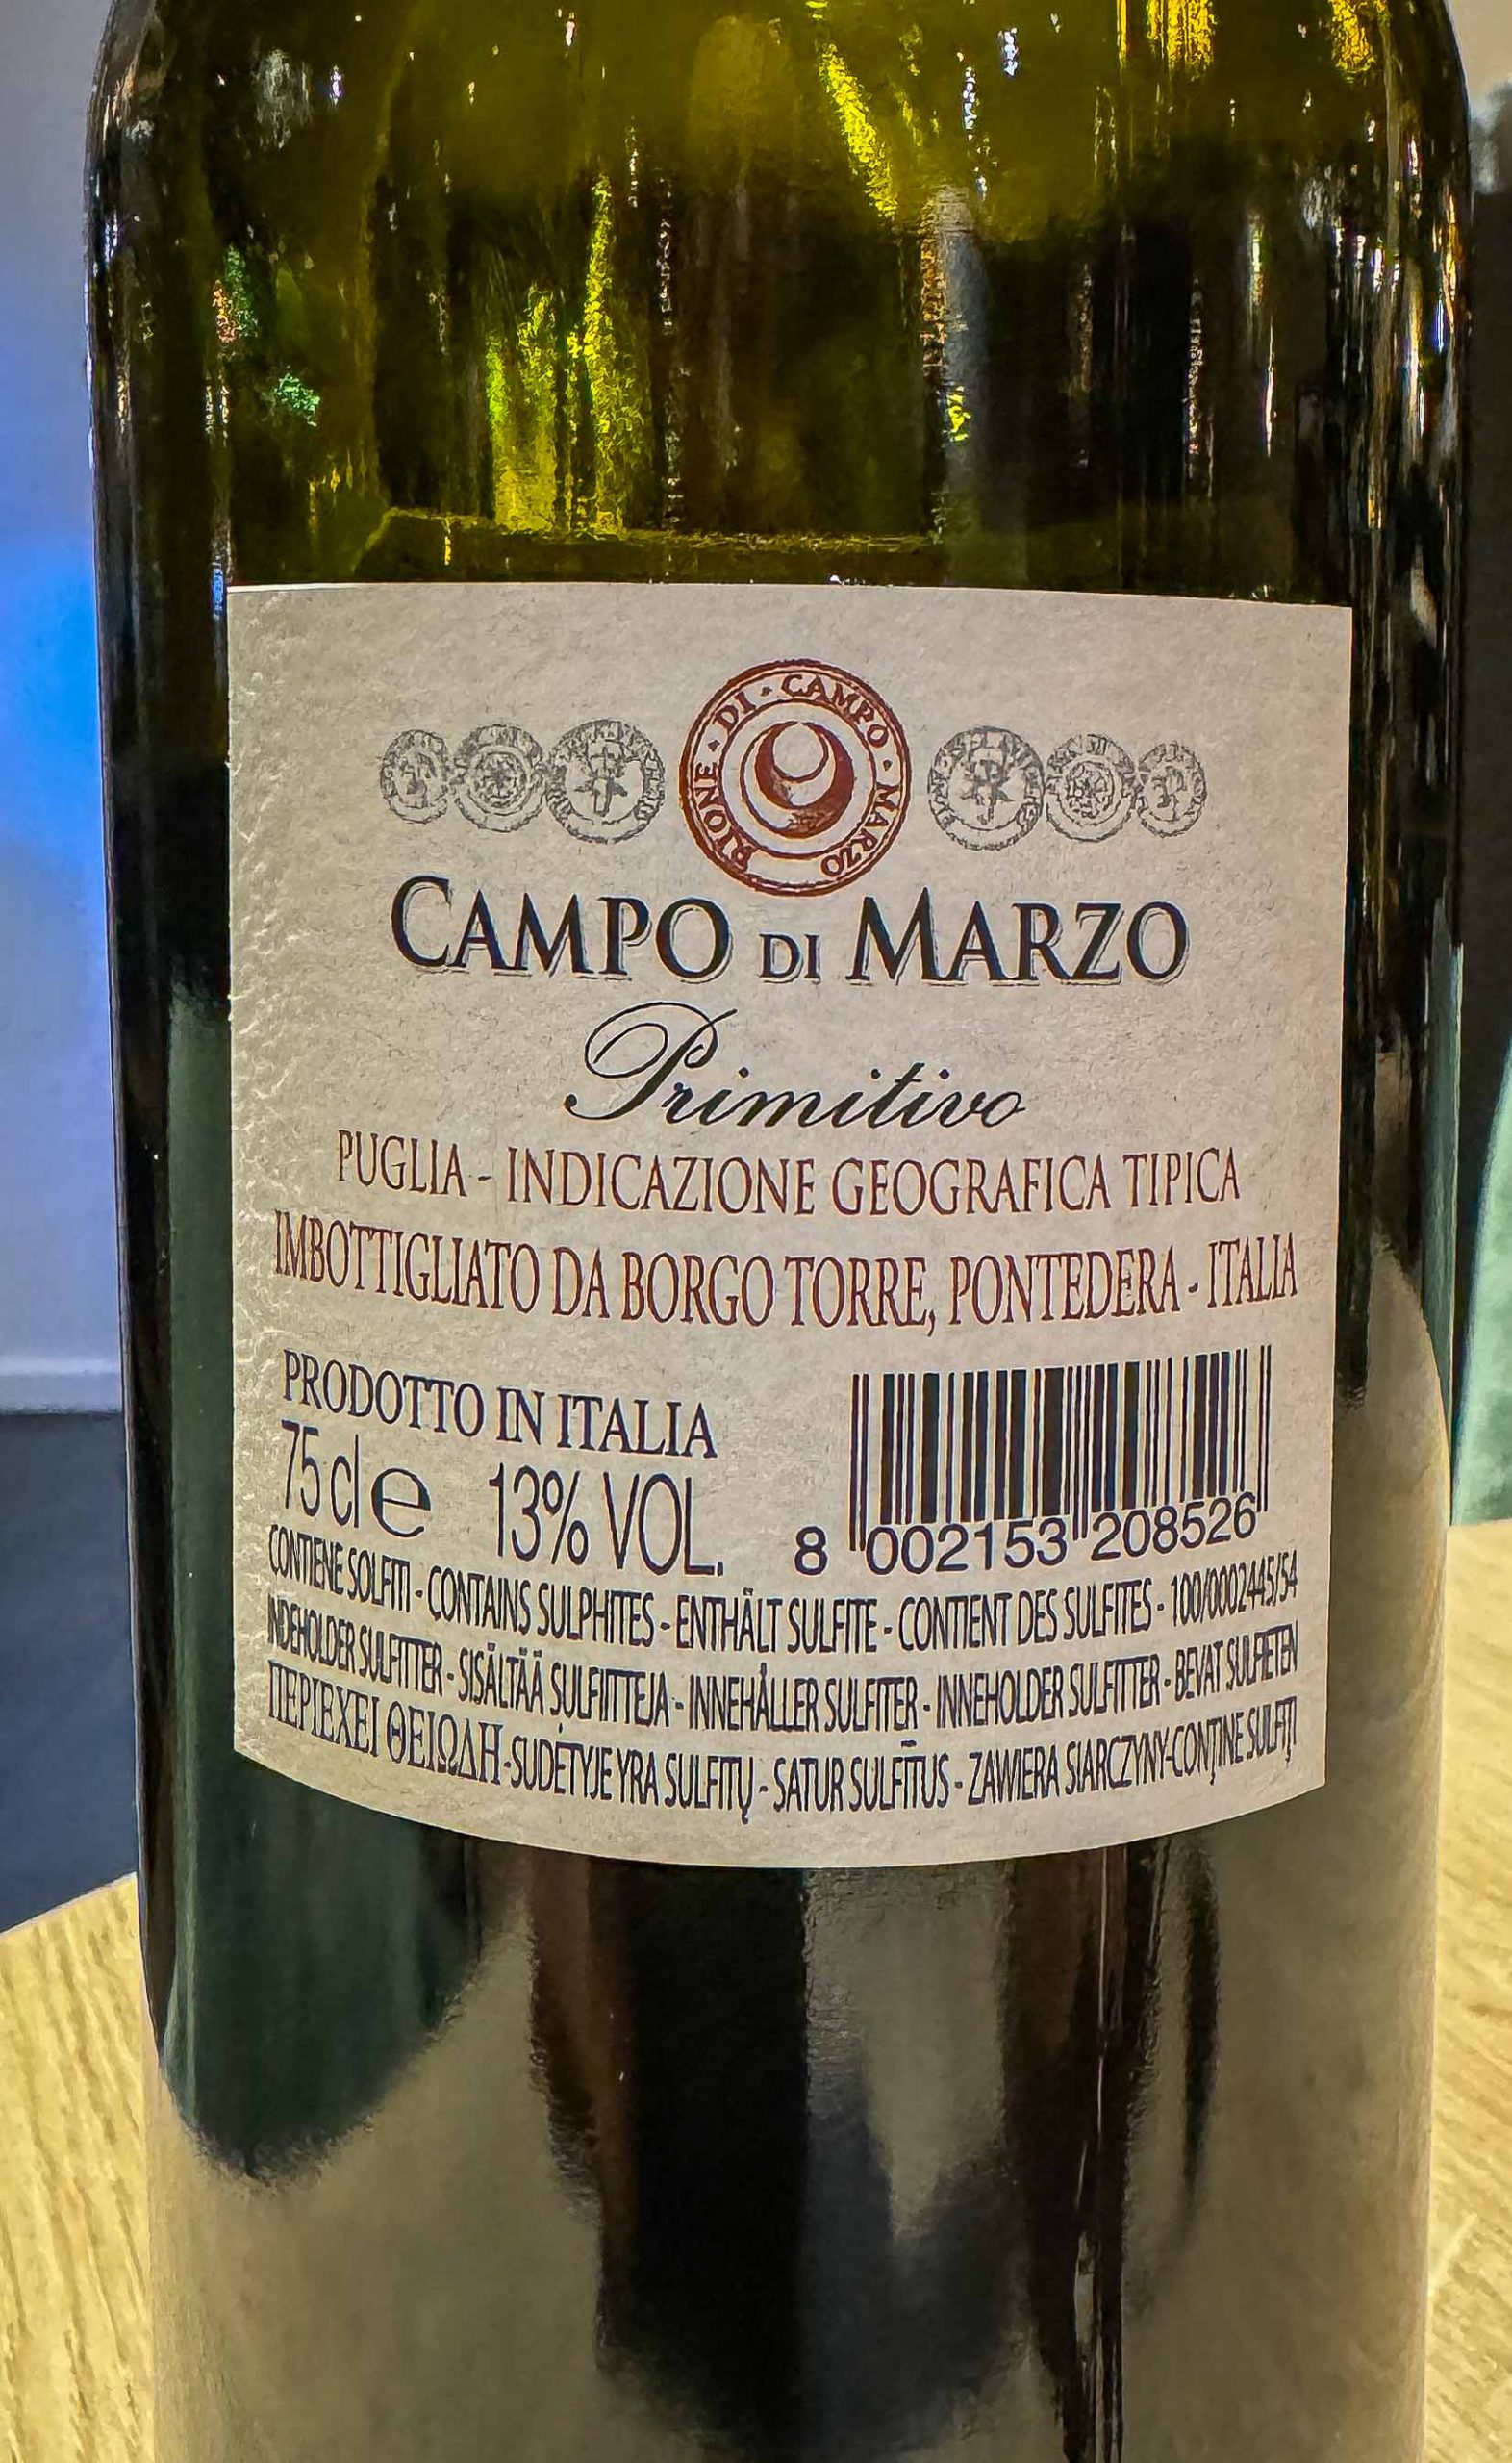 RIONE · DI · CAMPO · MARZO
CAMPO DI MARZO
Primitivo
PUGLIA - INDICAZIONE GEOGRAFICA TIPICA
IMBOTTIGLIATO DA BORGO TORRE, PONTEDERA - ITALIA
PRODOTTO IN ITALIA
75 cl e 13% VOL.
8 002153 208526
CONTIENE SOLFITI - CONTAINS SULPHITES - ENTHÄLT SULFITE - CONTIENT DES SULFITES - 100/0002445/54
INDEHOLDER SULFITTER - SISÄLTÄÄ SULFIITTEJA - INNEHÅLLER SULFITER - INNEHOLDER SULFITTER - BEVAT SULFIETEN
ΠΕΡΙΕΧΕΙ ΘΕΙΩΔΗ-SUDĖTYJE YRA SULFITŲ - SATUR SULFĪTUS - ZAWIERA SIARCZYNY-CONŢINE SULFIŢI